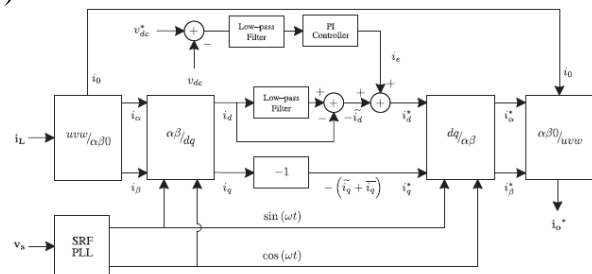 )
v*dc
+
−
Low–pass
Filter
PI
Controller
vdc
ie
i0
i0
iL
uvw/αβ0
iα
iβ
αβ/dq
id
Low–pass
Filter
+
−
−ĩd
+
+
i*d
dq/αβ
i*α
i*β
αβ0/uvw
iq
−1
−(ĩq + i̅q)
i*q
io*
vs
SRF
PLL
sin (ωt)
cos(ωt)